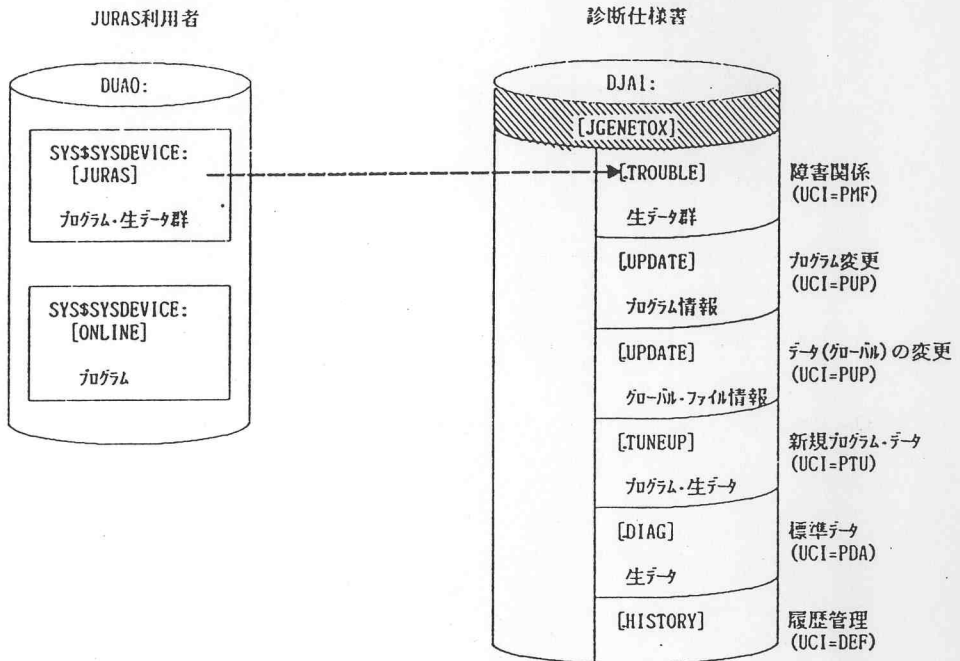 JURAS利用者
DUA0:
SYS$SYSDEVICE:
[JURAS]
プログラム・生データ群
SYS$SYSDEVICE:
[ONLINE]
プログラム
診断仕様書
DJA1:
[JGENETOX]
[.TROUBLE]
生データ群
障害関係
(UCI=PMF)
[.UPDATE]
プログラム情報
プログラム変更
(UCI=PUP)
[.UPDATE]
グローバル・ファイル情報
データ(グローバル)の変更
(UCI=PUP)
[.TUNEUP]
プログラム・生データ
新規プログラム・データ
(UCI=PTU)
[.DIAG]
生データ
標準データ
(UCI=PDA)
[.HISTORY]
履歴管理
(UCI=DEF)